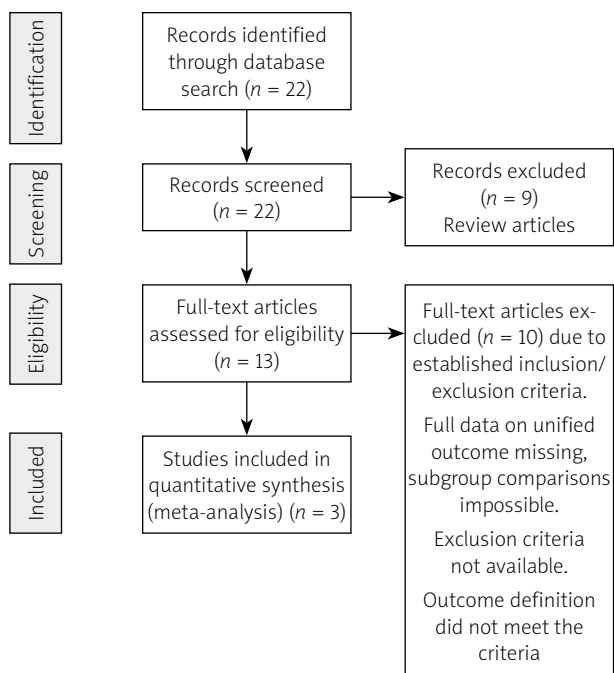 Identification
Records identified
through database
search (n = 22)
Screening
Records screened
(n = 22)
Records excluded
(n = 9)
Review articles
Eligibility
Full-text articles
assessed for eligibility
(n = 13)
Full-text articles ex-
cluded (n = 10) due to
established inclusion/
exclusion criteria.
Full data on unified
outcome missing,
subgroup comparisons
impossible.
Exclusion criteria
not available.
Outcome definition
did not meet the
criteria
Included
Studies included in
quantitative synthesis
(meta-analysis) (n = 3)